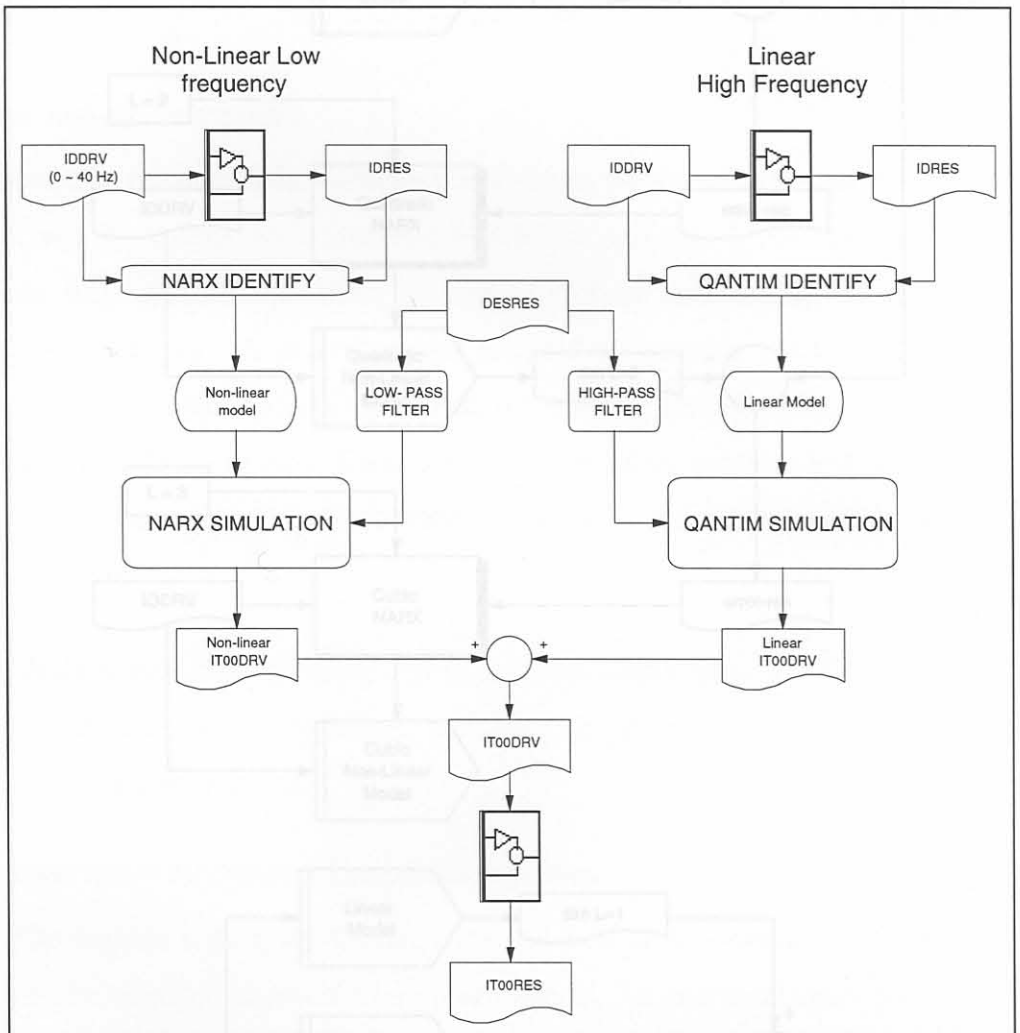 Non-Linear Low
frequency
Linear
High Frequency
IDDRV
(0 ~ 40 Hz)
IDRES
IDDRV
IDRES
NARX IDENTIFY
QANTIM IDENTIFY
DESRES
Non-linear
model
LOW- PASS
FILTER
HIGH-PASS
FILTER
Linear Model
NARX SIMULATION
QANTIM SIMULATION
Non-linear
IT00DRV
+
+
Linear
IT00DRV
IT00DRV
IT00RES